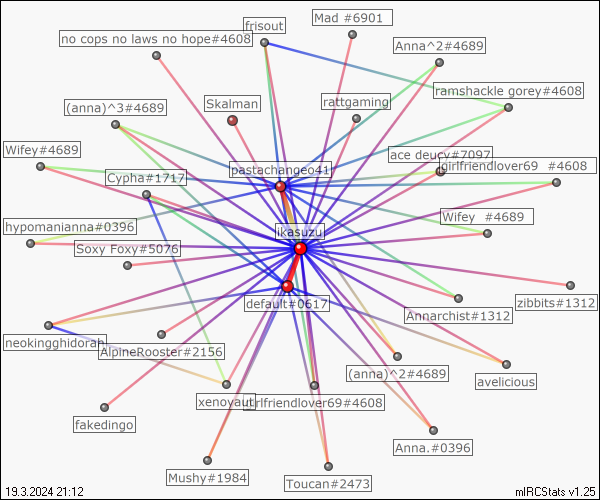 Mad #6901
frisout
no cops no laws no hope#4608
Anna^2#4689
ramshackle gorey#4608
(anna)^3#4689
Skalman
rattgaming
Wifey#4689
ace deucy#7097
girlfriendlover69 #4608
pastachangeo41
Cypha#1717
Wifey #4689
hypomanianna#0396
ikasuzu
Soxy Foxy#5076
default#0617
zibbits#1312
Annarchist#1312
neokingghidorah
AlpineRooster#2156
(anna)^2#4689
avelicious
xenovaut
girlfriendlover69#4608
fakedingo
Anna.#0396
Mushy#1984
Toucan#2473
19.3.2024 21:12
mIRCStats v1.25